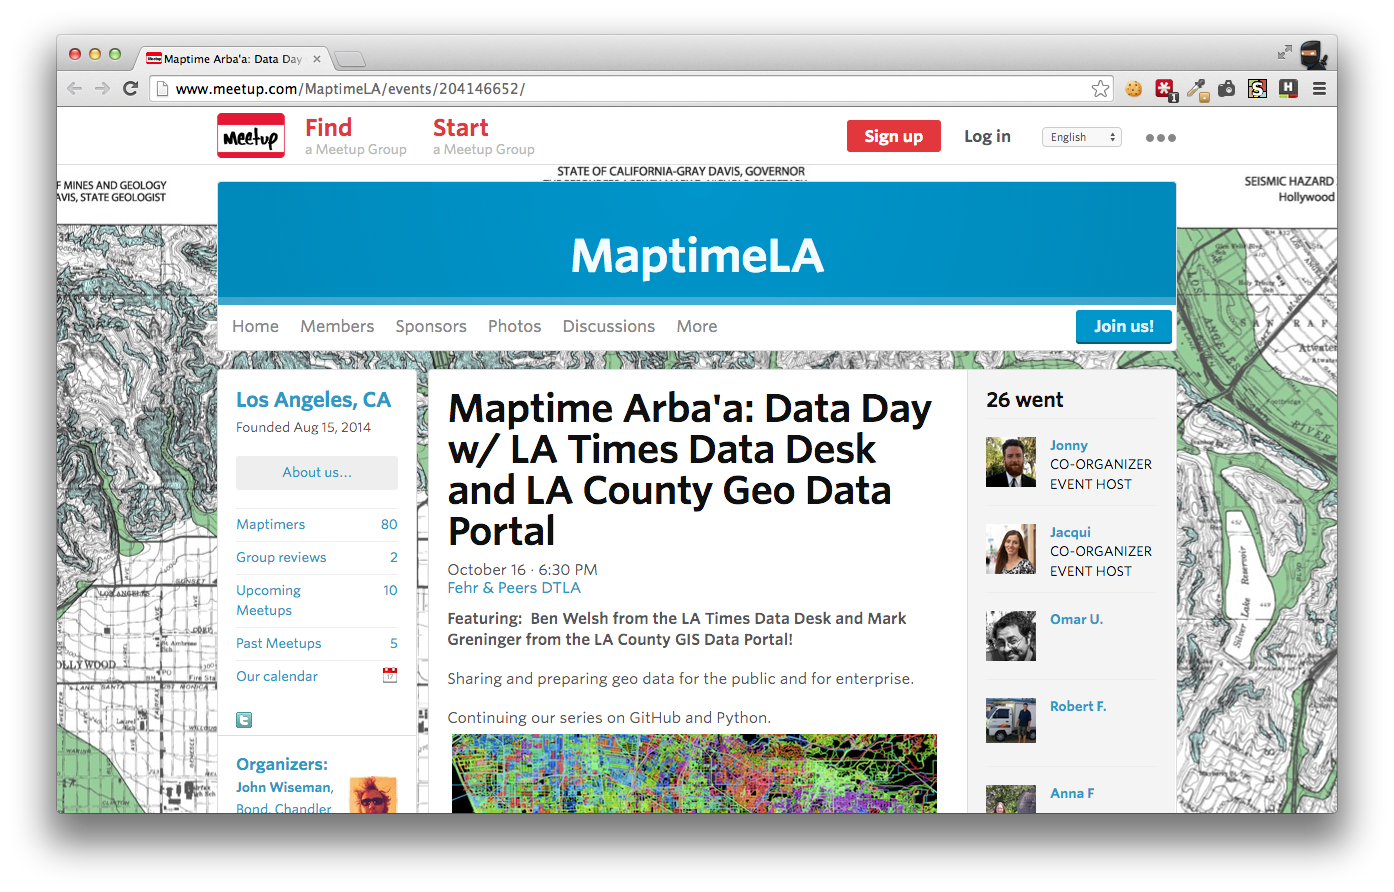 Maptime Arba'a: Data Day
www.meetup.com/MaptimeLA/events/204146652/
Meetup
Find
a Meetup Group
Start
a Meetup Group
Sign up
Log in
English
STATE OF CALIFORNIA-GRAY DAVIS, GOVERNOR
F MINES AND GEOLOGY
AVIS, STATE GEOLOGIST
SEISMIC HAZARD
Hollywood
MaptimeLA
Home Members Sponsors Photos Discussions More
Join us!
Los Angeles, CA
Founded Aug 15, 2014
About us...
Maptimers 80
Group reviews 2
Upcoming
Meetups 10
Past Meetups 5
Our calendar
Organizers:
John Wiseman,
Bond, Chandler
Maptime Arba'a: Data Day
w/ LA Times Data Desk
and LA County Geo Data
Portal
October 16 · 6:30 PM
Fehr & Peers DTLA
Featuring: Ben Welsh from the LA Times Data Desk and Mark
Greninger from the LA County GIS Data Portal!
Sharing and preparing geo data for the public and for enterprise.
Continuing our series on GitHub and Python.
26 went
Jonny
CO-ORGANIZER
EVENT HOST
Jacqui
CO-ORGANIZER
EVENT HOST
Omar U.
Robert F.
Anna F
OLLYWOOD
Silver Lake Reservoir
RIVER
Atwater